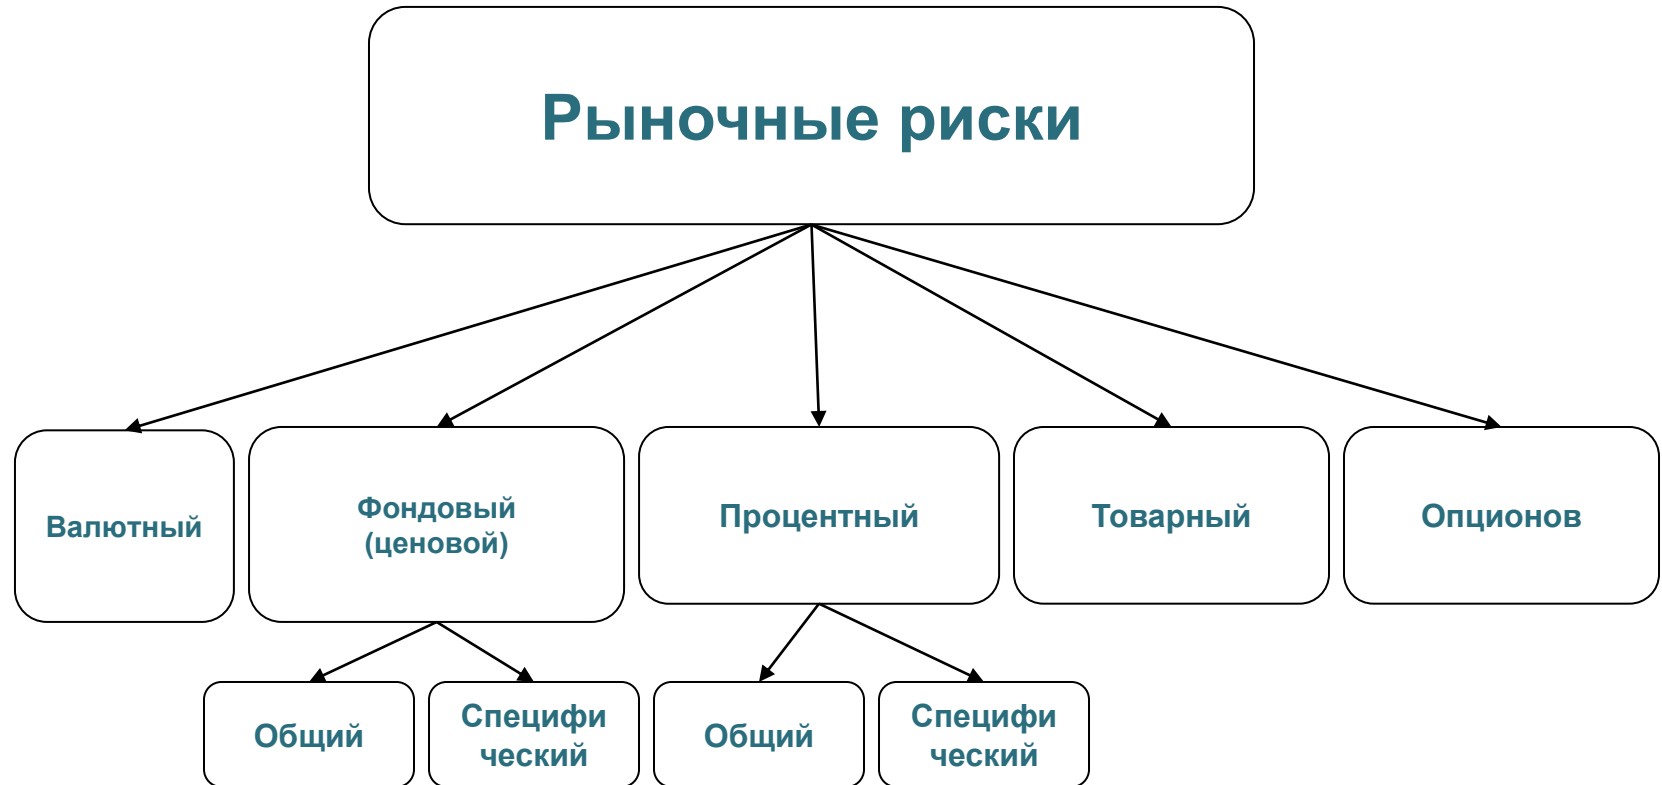 Рыночные риски
Валютный
Фондовый
(ценовой)
Процентный
Товарный
Опционов
Общий
Специфи
ческий
Общий
Специфи
ческий